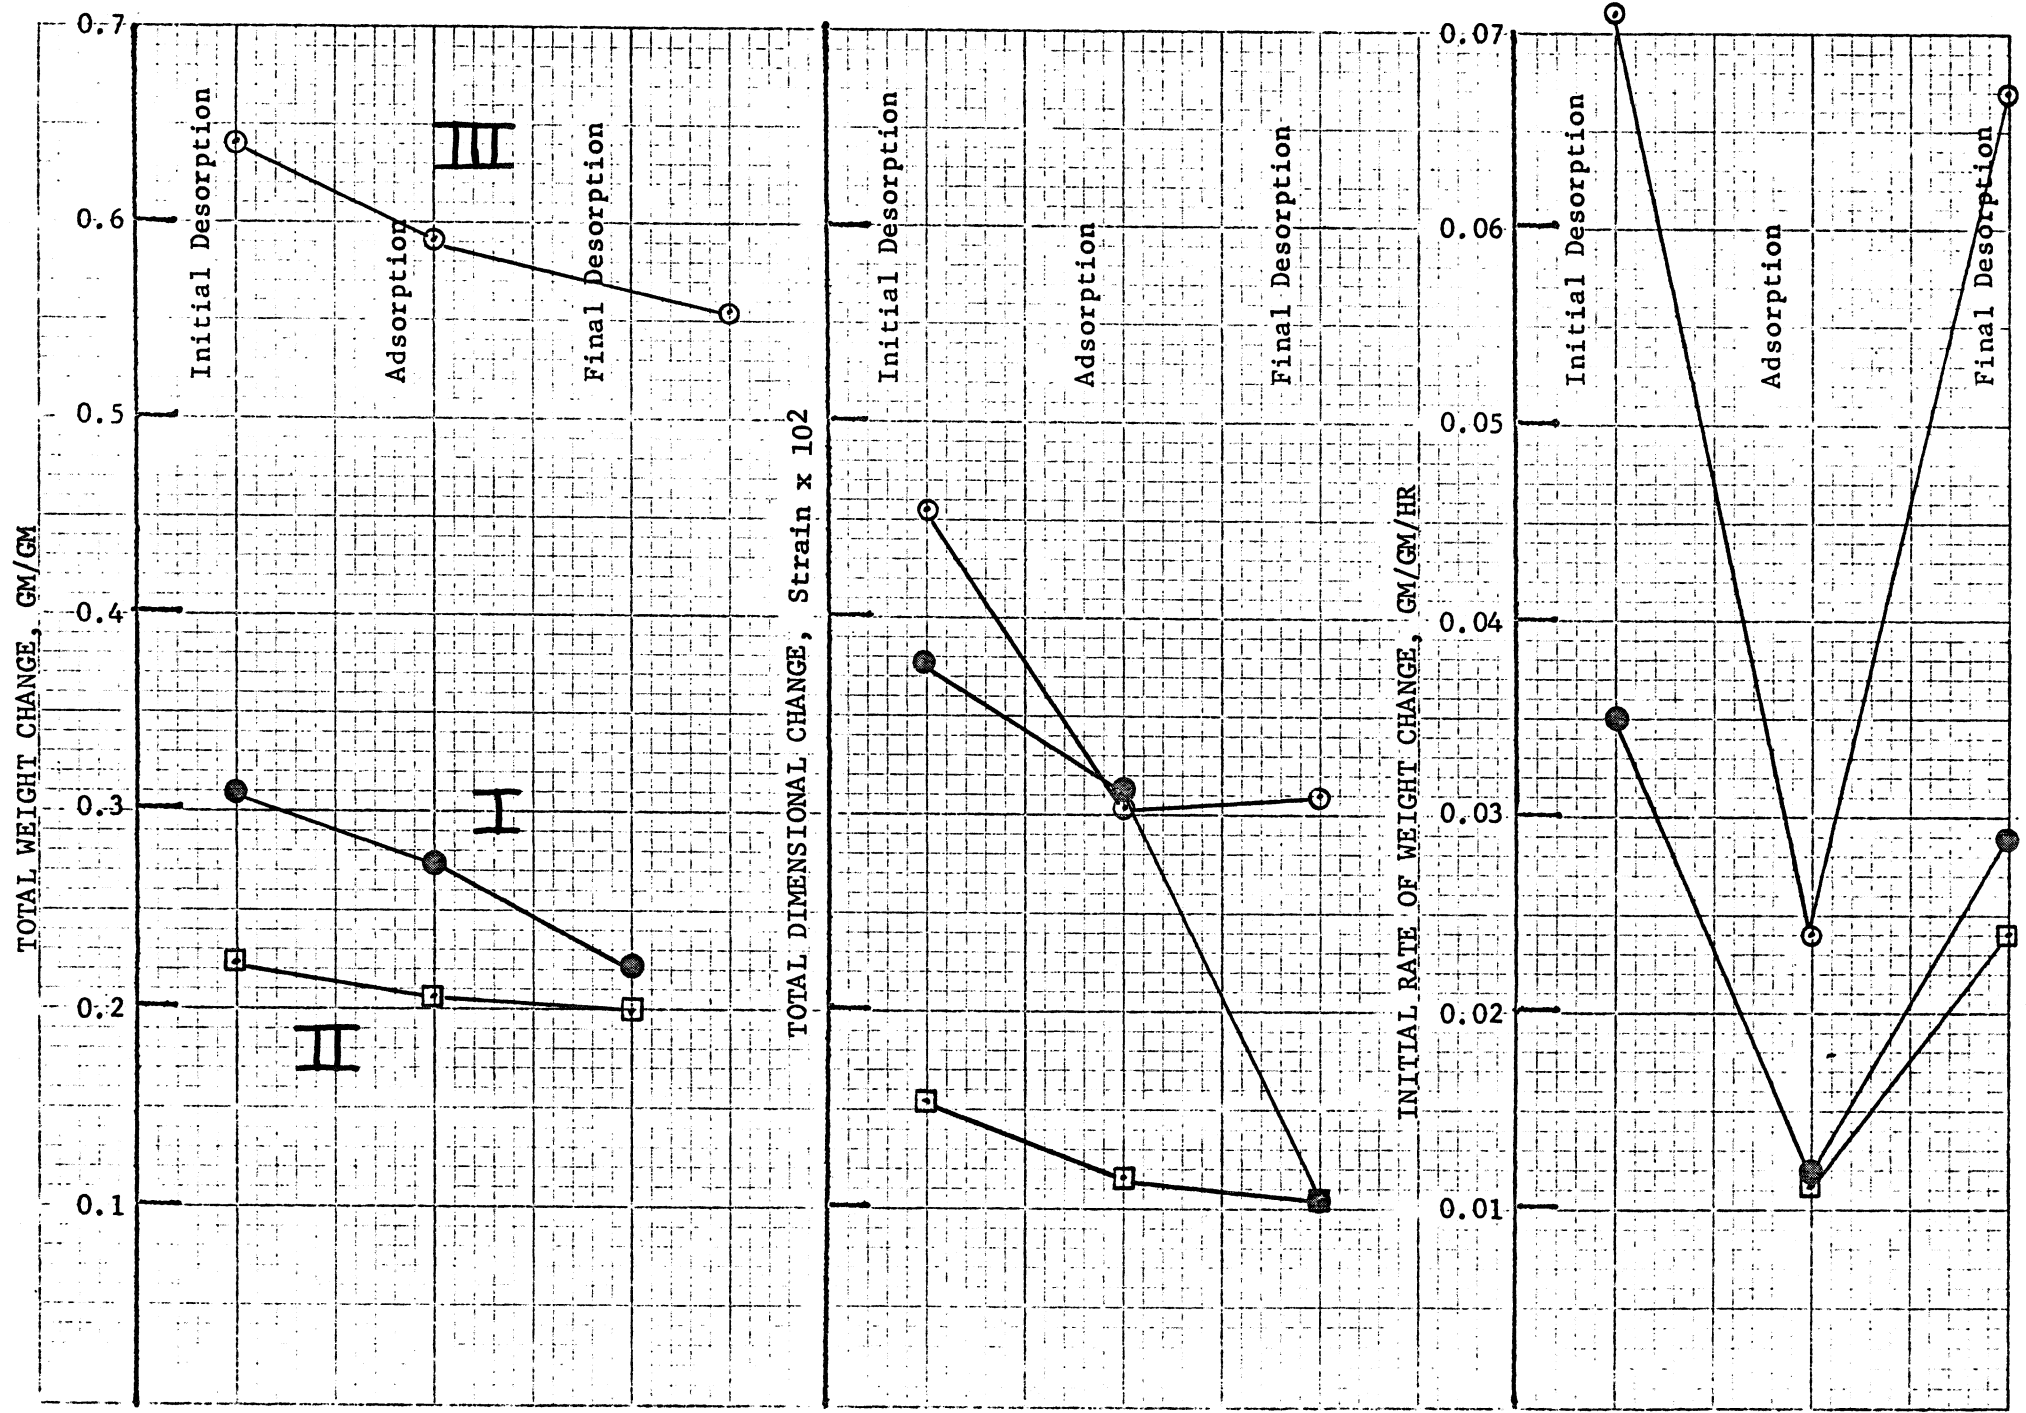 TOTAL WEIGHT CHANGE, GM/GM
0.7
0.6
0.5
0.4
0.3
0.2
0.1
Initial Desorption
Adsorption
Final Desorption
III
I
II
TOTAL DIMENSIONAL CHANGE, Strain x 10²
Initial Desorption
Adsorption
Final Desorption
INITIAL RATE OF WEIGHT CHANGE, GM/GM/HR
0.07
0.06
0.05
0.04
0.03
0.02
0.01
Initial Desorption
Adsorption
Final Desorption